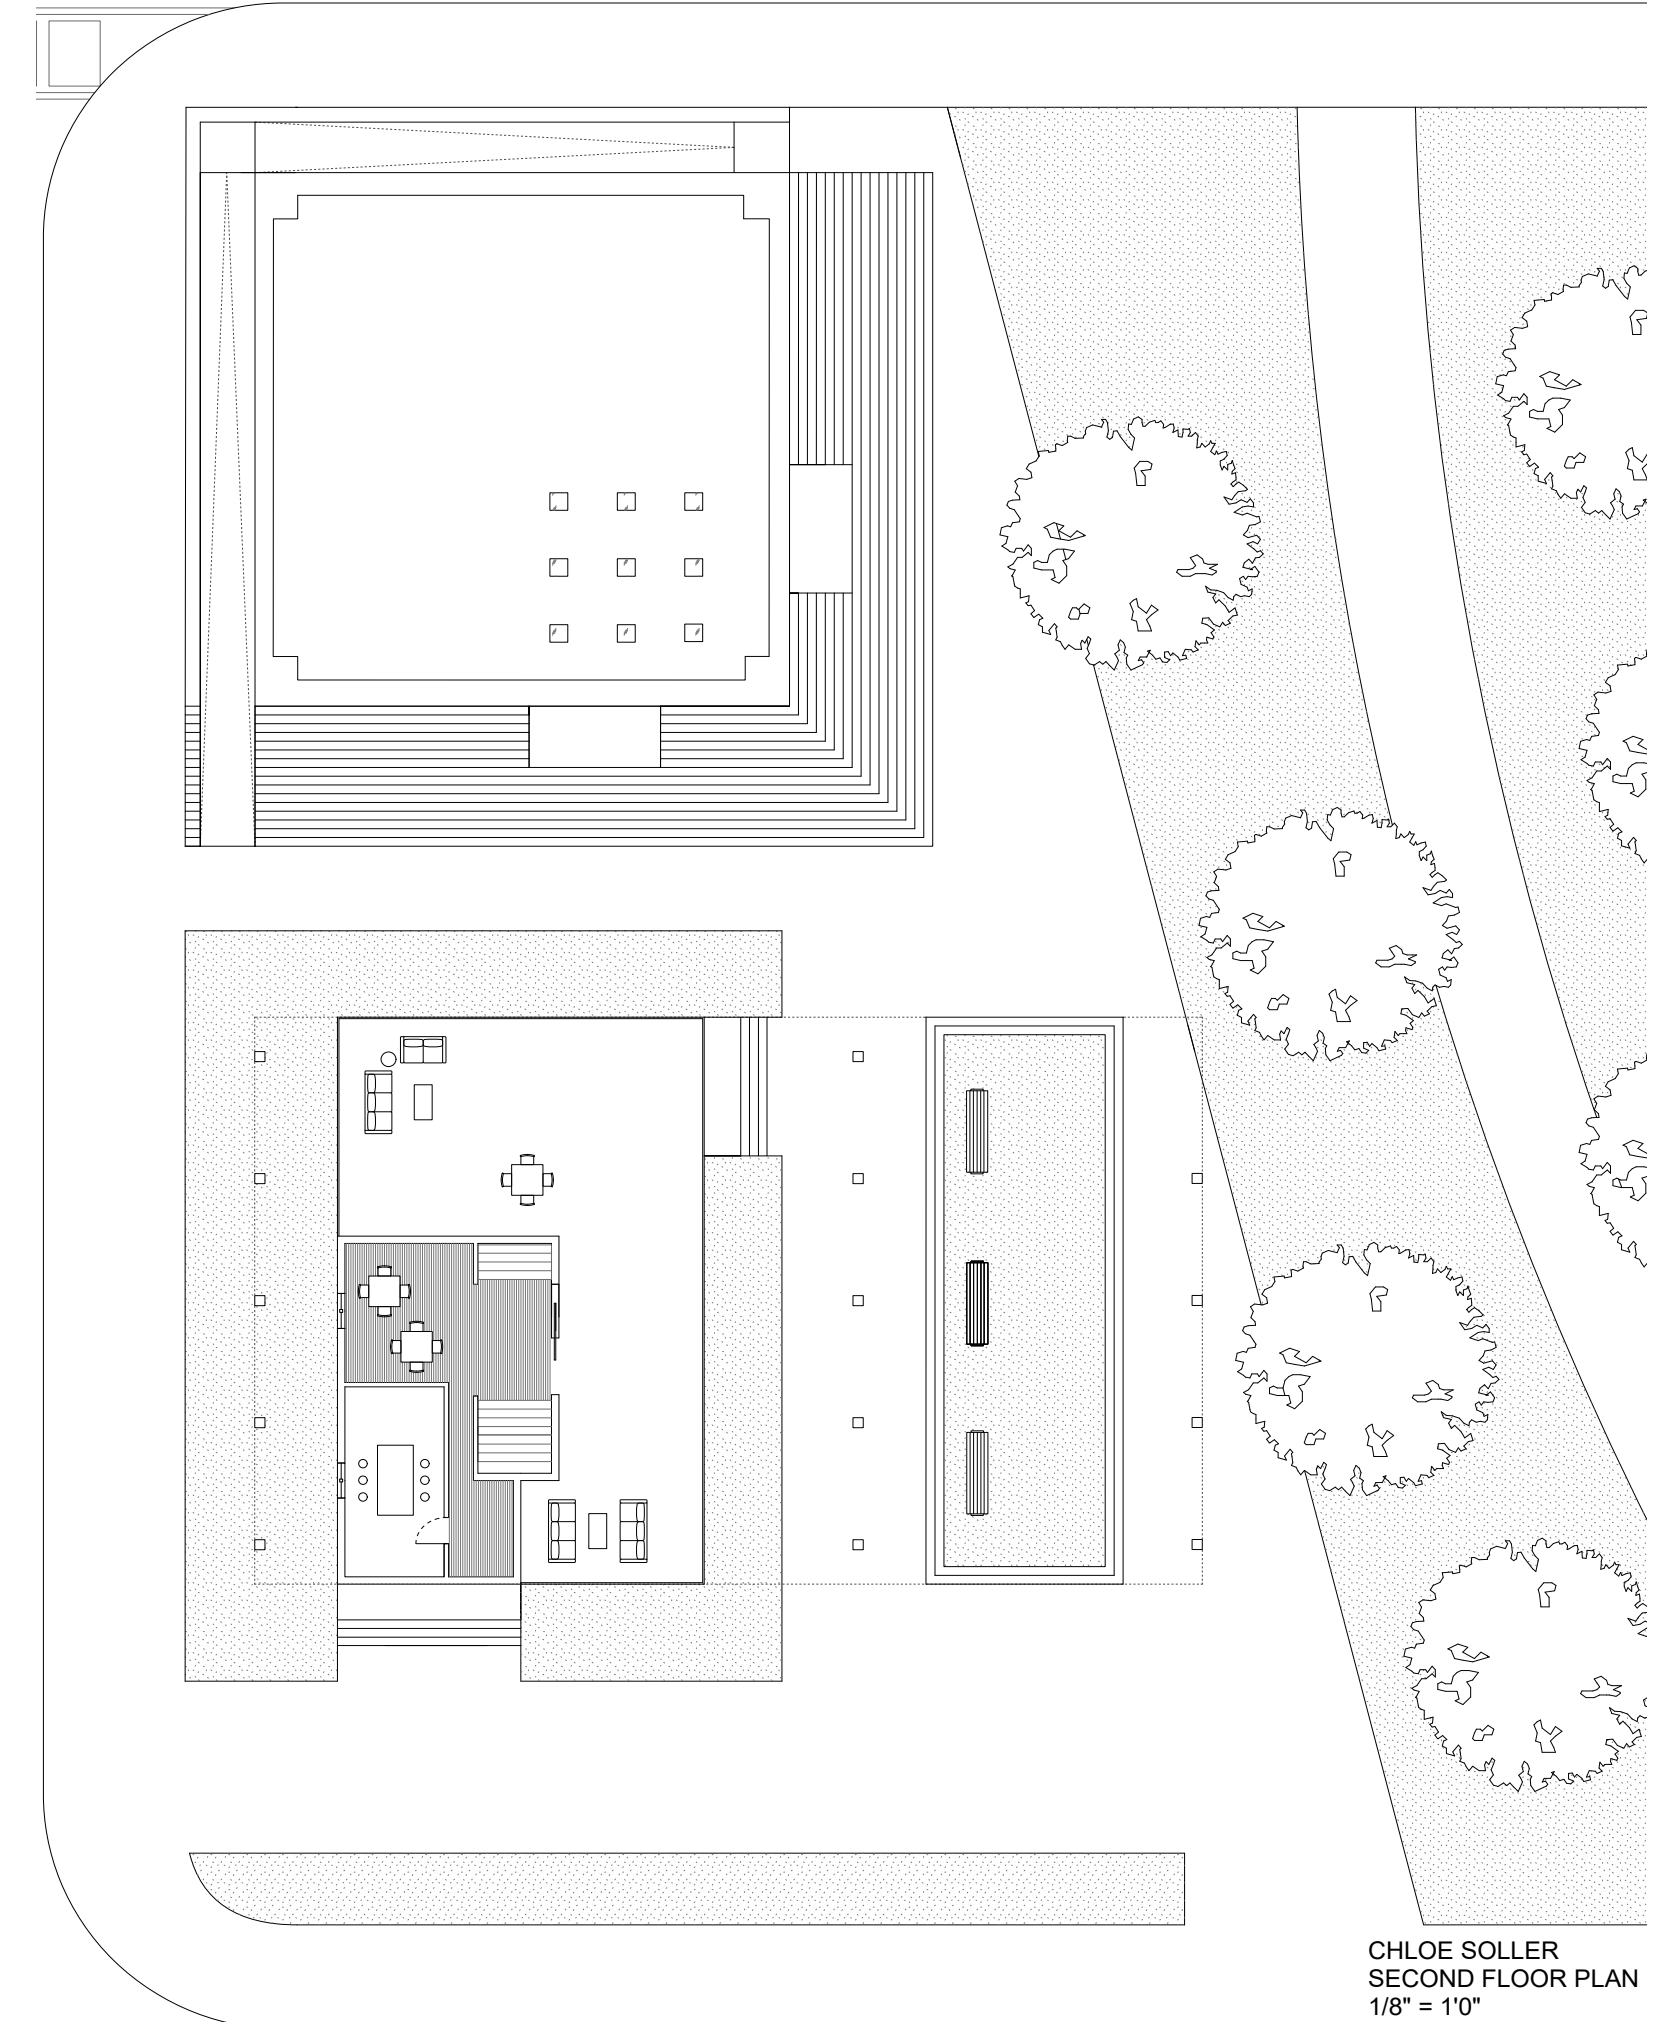 CHLOE SOLLER
SECOND FLOOR PLAN
1/8" = 1'0"